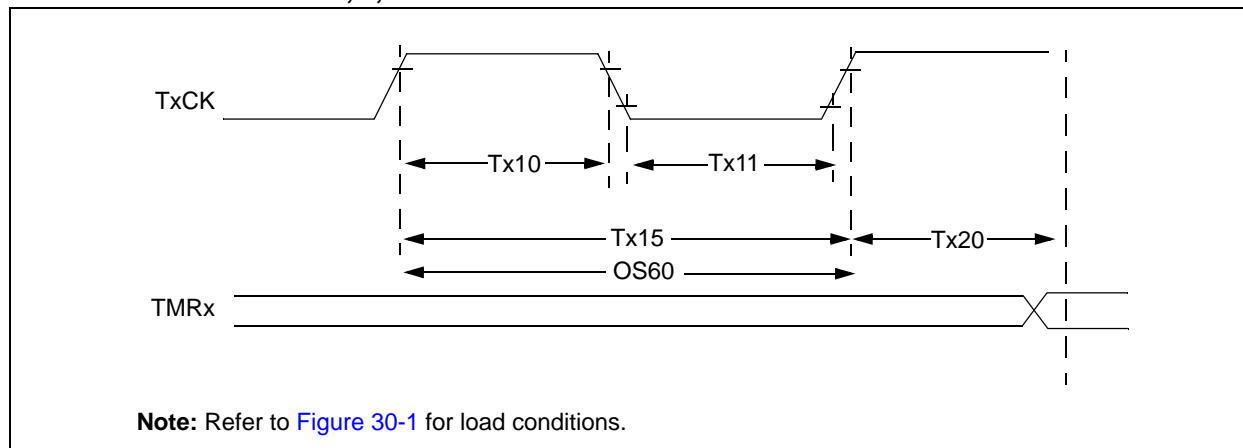 TxCK
Tx10 Tx11
Tx15 Tx20
OS60
TMRx
Note: Refer to Figure 30-1 for load conditions.